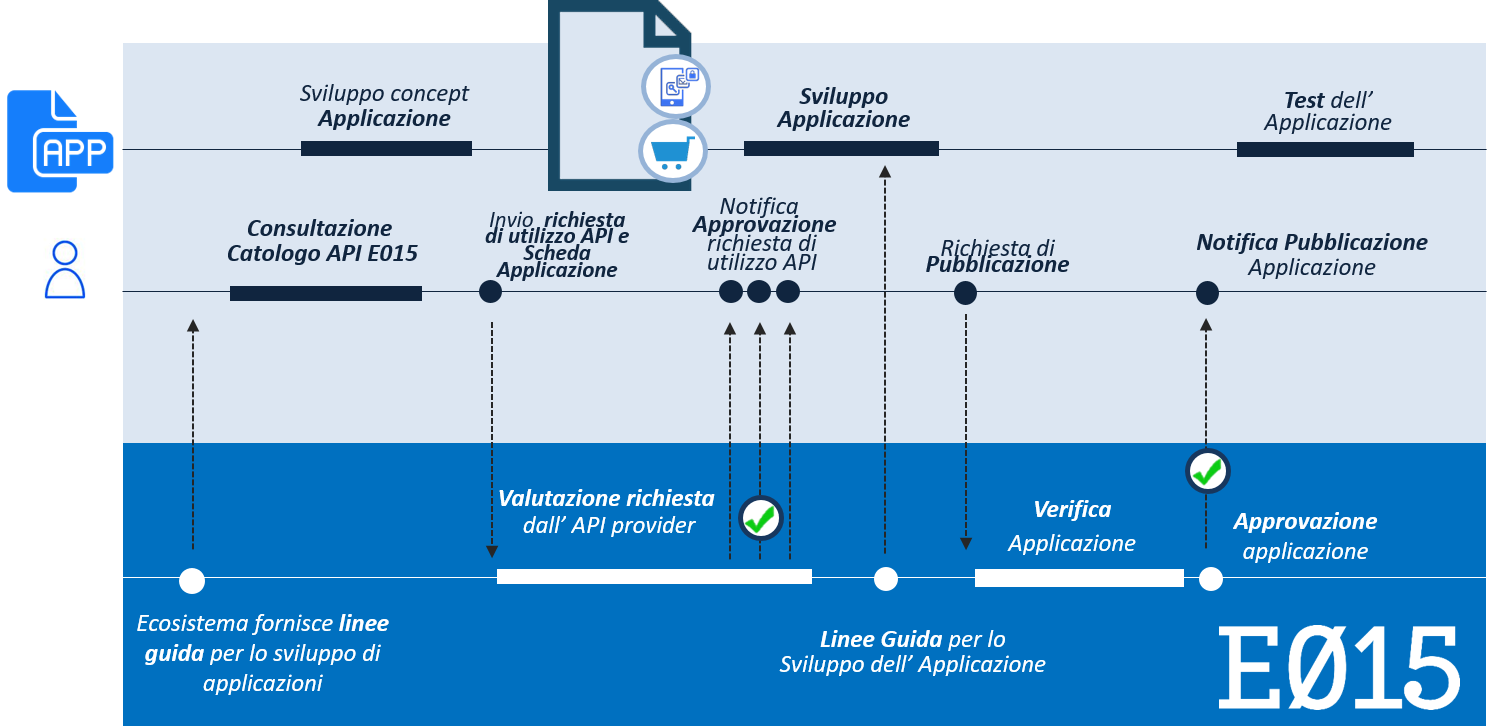 Sviluppo concept
Applicazione
APP
Sviluppo
Applicazione
Test dell’
Applicazione
Consultazione
Catologo API E015
Invio richiesta
di utilizzo API e
Scheda
Applicazione
Notifica
Approvazione
richiesta di
utilizzo API
Richiesta di
Pubblicazione
Notifica Pubblicazione
Applicazione
Valutazione richiesta
dall’ API provider
Verifica
Applicazione
Approvazione
applicazione
Ecosistema fornisce linee
guida per lo sviluppo di
applicazioni
Linee Guida per lo
Sviluppo dell’ Applicazione
EØ15